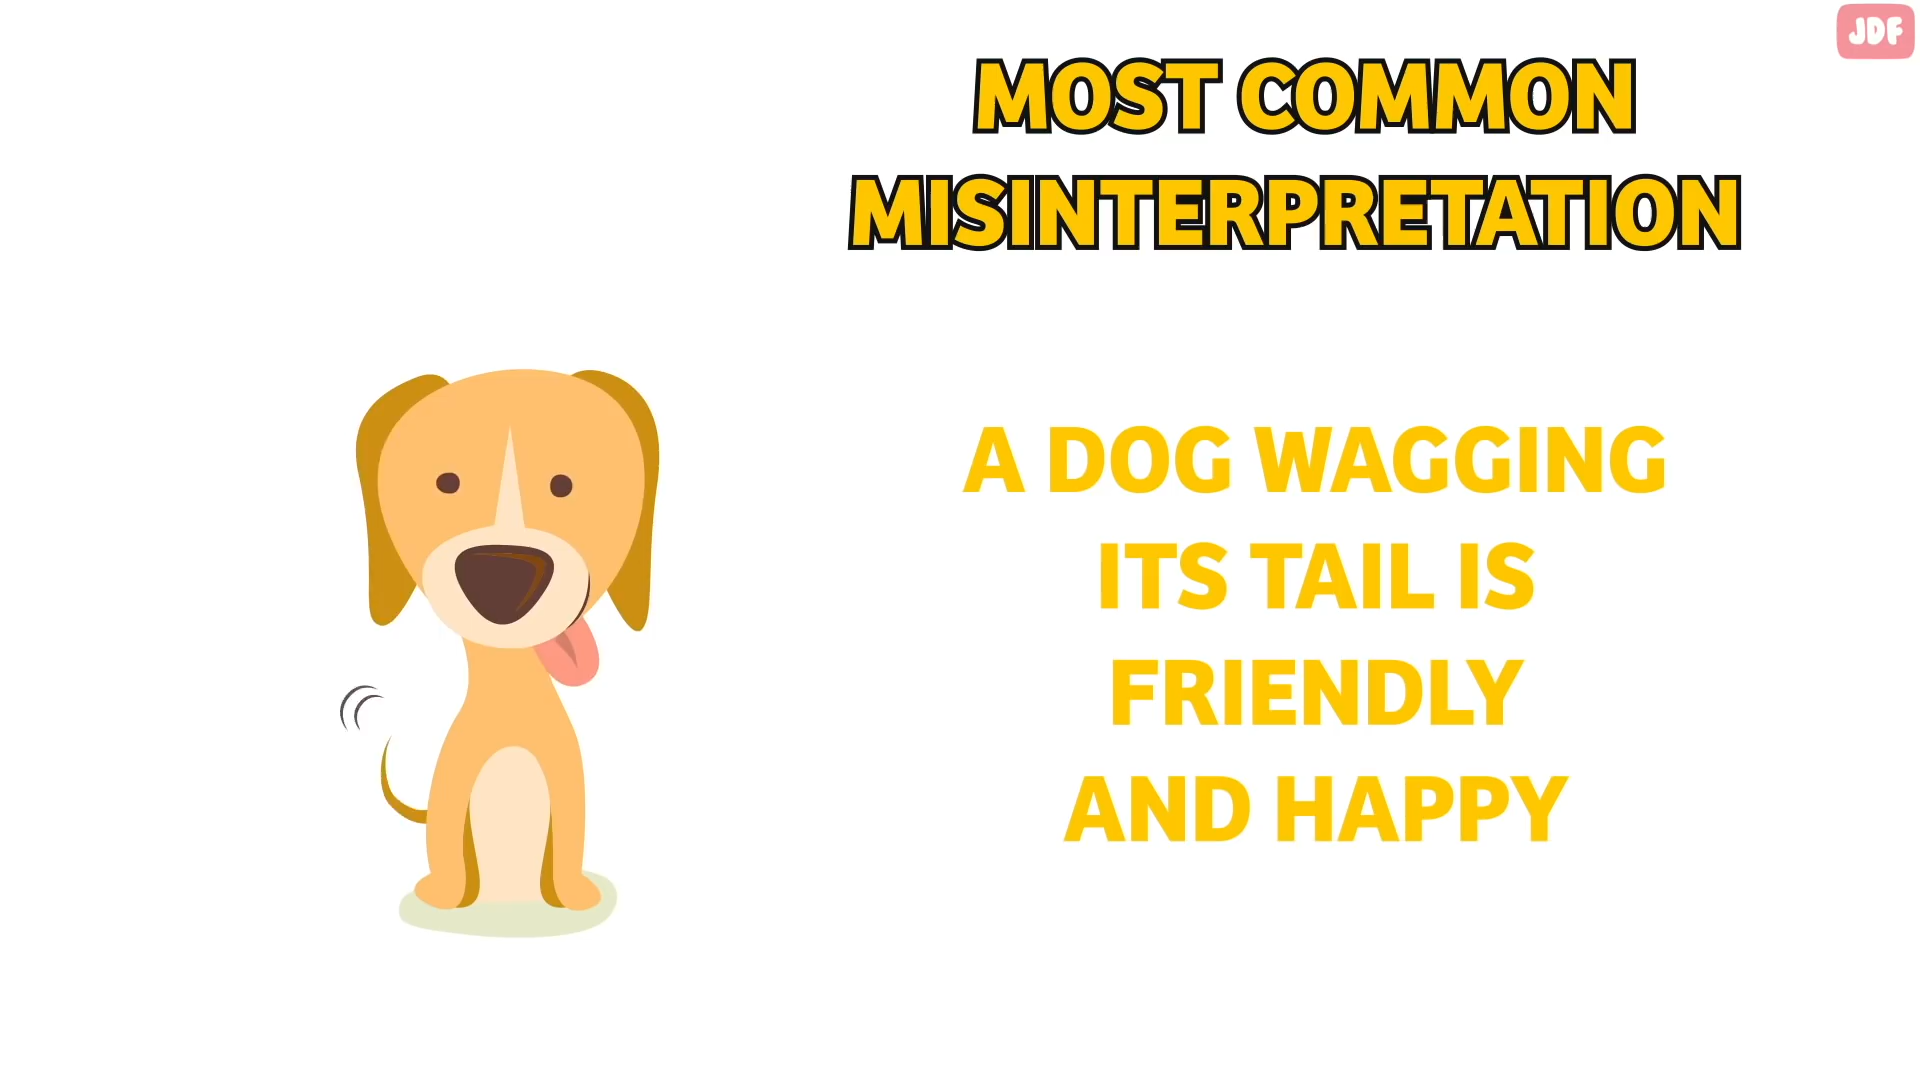 JDF
MOST COMMON
MISINTERPRETATION
A DOG WAGGING
ITS TAIL IS
FRIENDLY
AND HAPPY